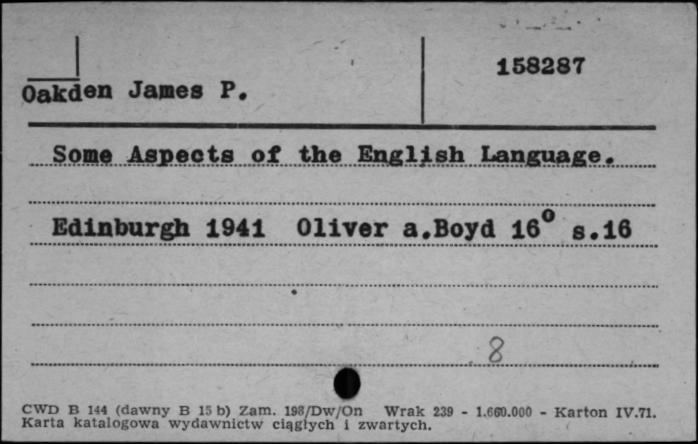 158287
Oakden James P.
Some Aspects of the English Language.
Edinburgh 1941 Oliver a.Boyd 16° s.16
8
CWD B 144 (dawny B 15 b) Zam. 198/Dw/On Wrak 239 - 1.660.000 - Karton IV.71.
Karta katalogowa wydawnictw ciągłych i zwartych.